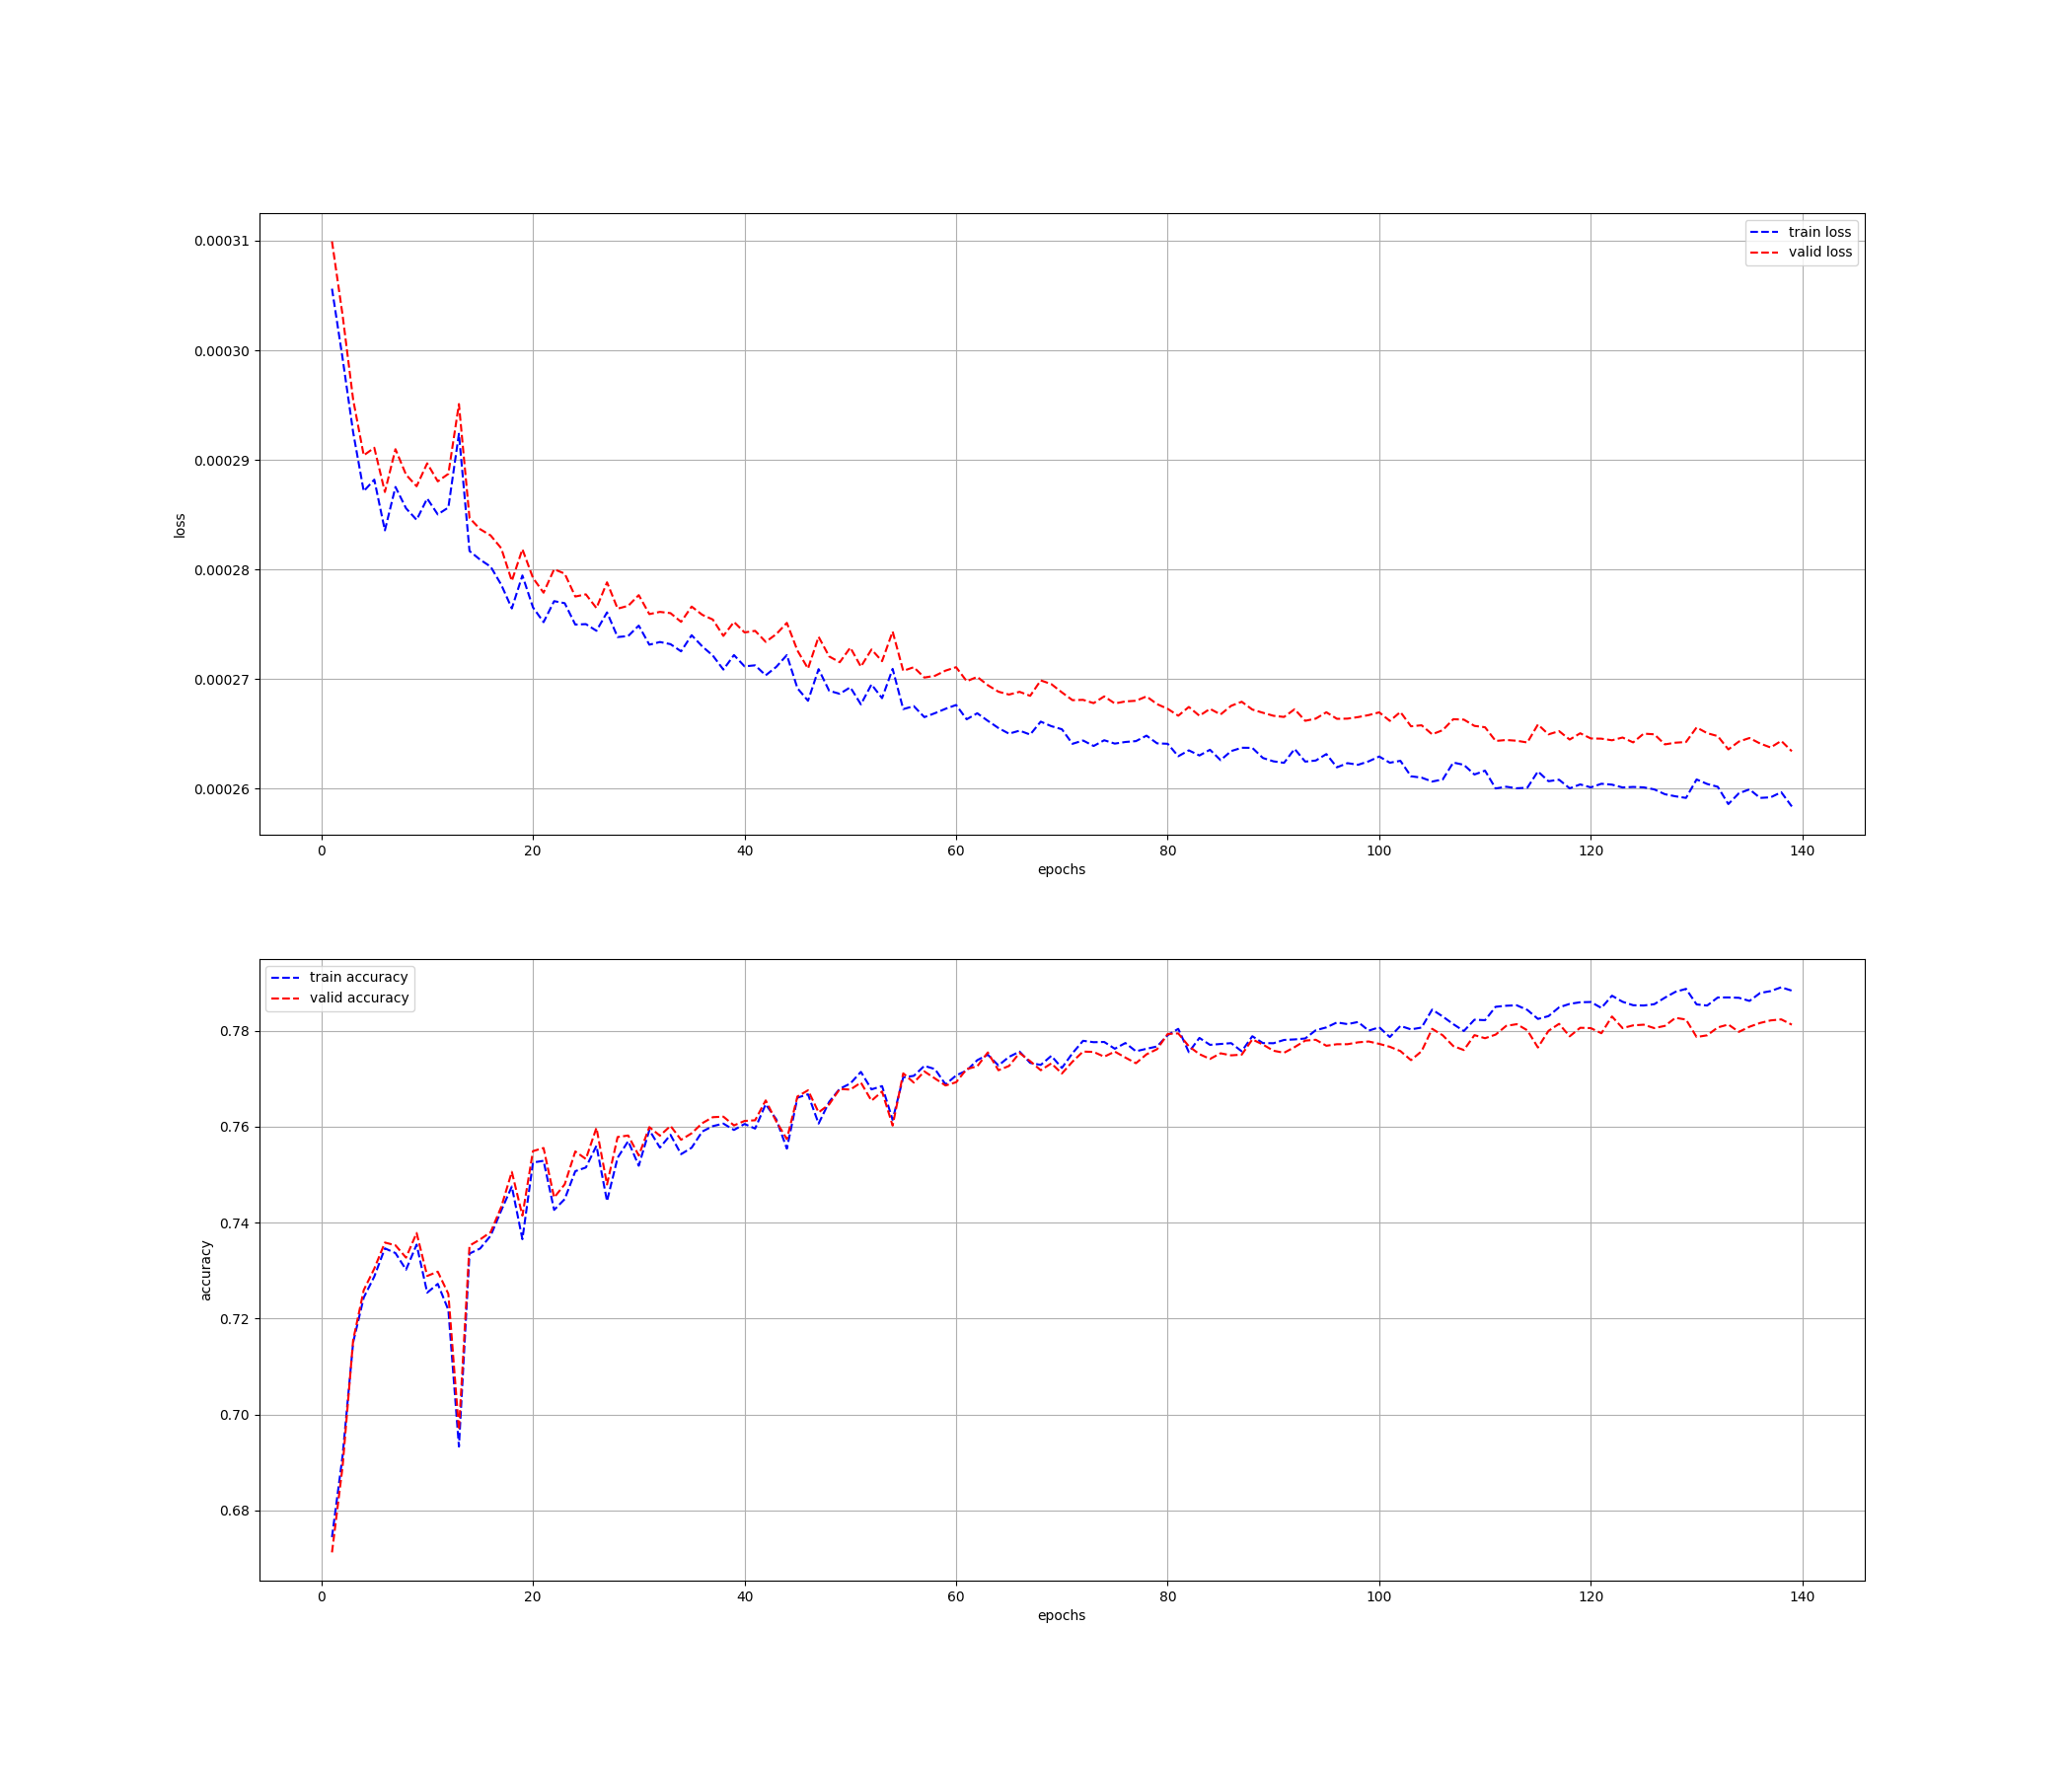 0.00031
0.00030
0.00029
0.00028
0.00027
0.00026
loss
train loss
valid loss
0 20 40 60 80 100 120 140
epochs
train accuracy
valid accuracy
0.78
0.76
0.74
0.72
0.70
0.68
accuracy
0 20 40 60 80 100 120 140
epochs